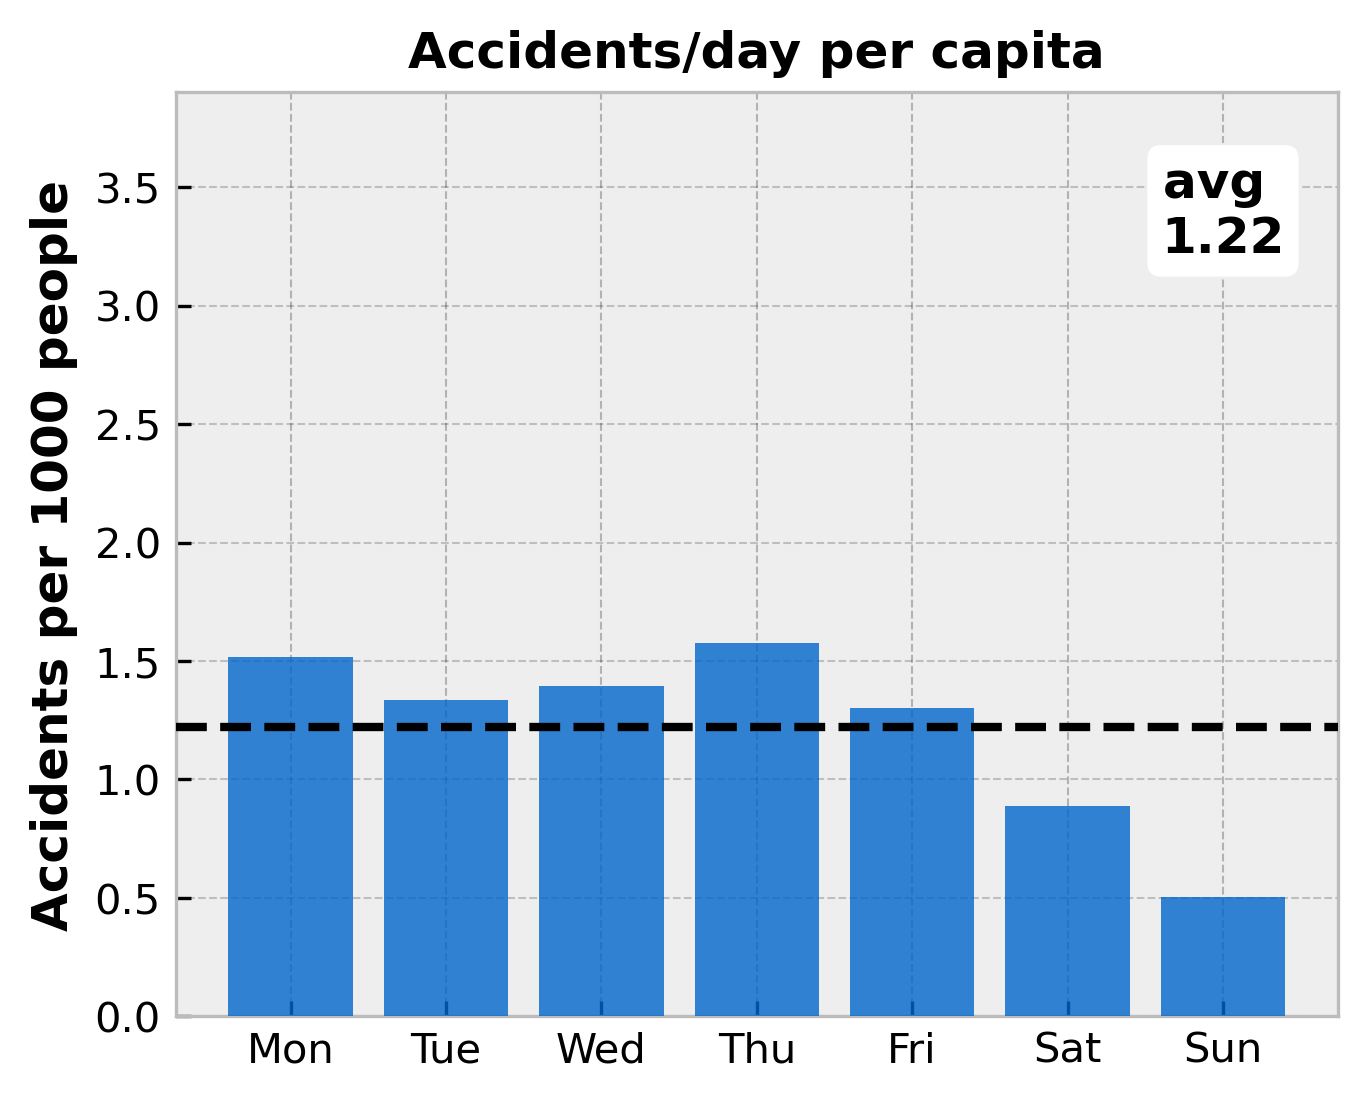 Accidents/day per capita
Accidents per 1000 people
3.5
3.0
2.5
2.0
1.5
1.0
0.5
0.0
avg
1.22
Mon Tue Wed Thu Fri Sat Sun